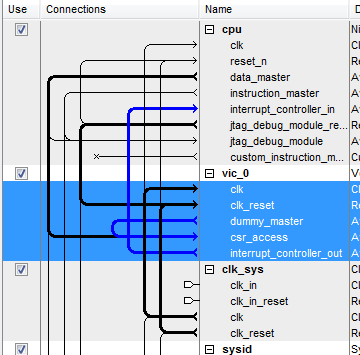 Use Connections Name
cpu
clk
reset_n
data_master
instruction_master
interrupt_controller_in
jtag_debug_module_re...
jtag_debug_module
custom_instruction_m...
vic_0
clk
clk_reset
dummy_master
csr_access
interrupt_controller_out
clk_sys
clk_in
clk_in_reset
clk
clk_reset
sysid